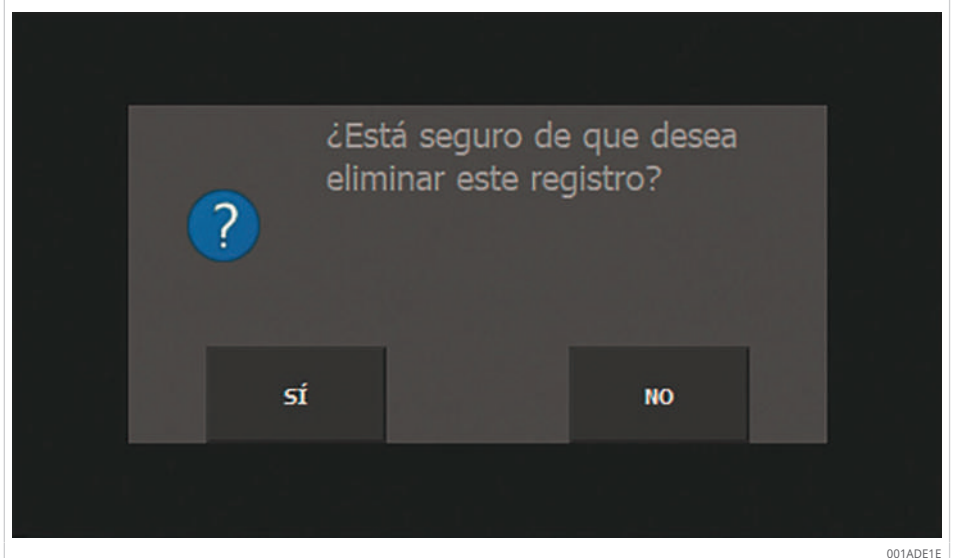 ¿Está seguro de que desea
eliminar este registro?
?
SÍ
NO
001ADE1E